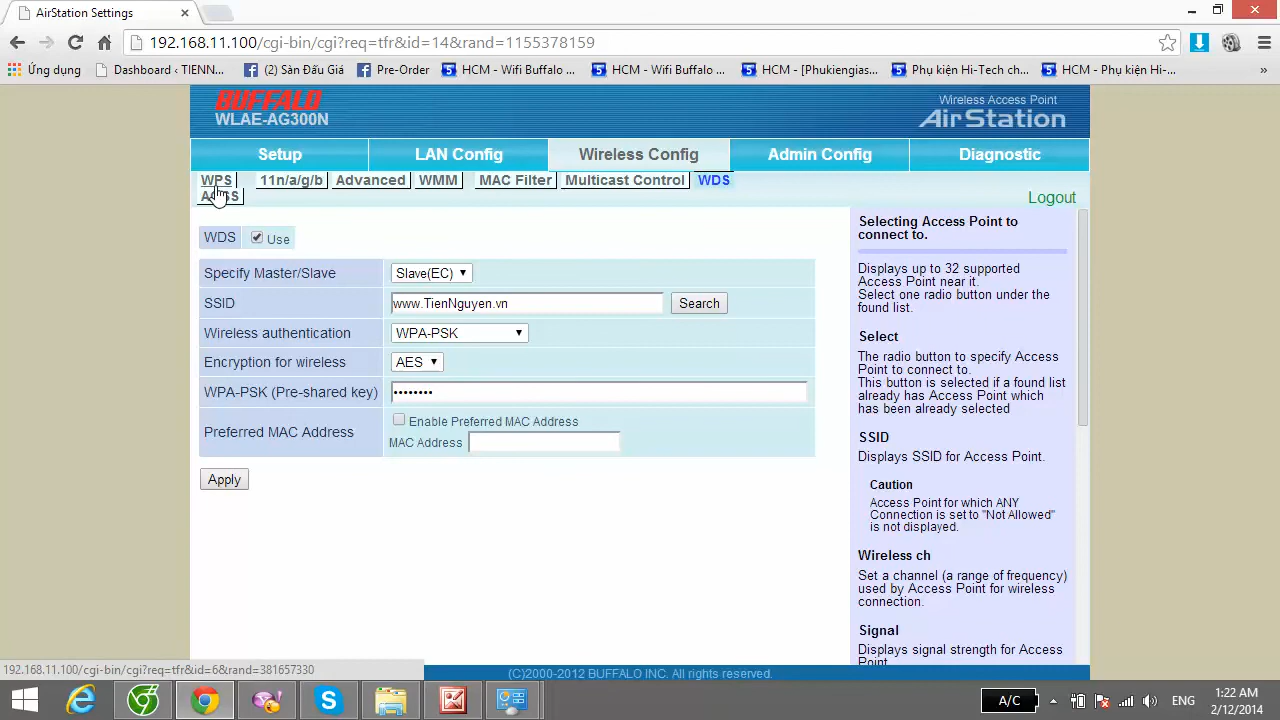 AirStation Settings
192.168.11.100/cgi-bin/cgi?req=tfr&id=14&rand=1155378159
Ứng dụng Dashboard ‹ TIENN... (2) Sàn Đấu Giá Pre-Order HCM - Wifi Buffalo ... HCM - Wifi Buffalo ... HCM - [Phukiengias... Phụ kiện Hi-Tech ch... HCM - Phụ kiện Hi-... »
BUFFALO
WLAE-AG300N
Wireless Access Point
AirStation
Setup LAN Config Wireless Config Admin Config Diagnostic
WPS 11n/a/g/b Advanced WMM MAC Filter Multicast Control WDS
Logout
WDS Use
Specify Master/Slave Slave(EC)
SSID www.TienNguyen.vn Search
Wireless authentication WPA-PSK
Encryption for wireless AES
WPA-PSK (Pre-shared key) ••••••••
Preferred MAC Address Enable Preferred MAC Address
MAC Address
Apply
Selecting Access Point to
connect to.
Displays up to 32 supported
Access Point near it.
Select one radio button under the
found list.
Select
The radio button to specify Access
Point to connect to.
This button is selected if a found list
already has Access Point which
has been already selected
SSID
Displays SSID for Access Point.
Caution
Access Point for which ANY
Connection is set to "Not Allowed"
is not displayed.
Wireless ch
Set a channel (a range of frequency)
used by Access Point for wireless
connection.
Signal
Displays signal strength for Access
Point
192.168.11.100/cgi-bin/cgi?req=tfr&id=6&rand=381657330
(C)2000-2012 BUFFALO INC. All rights reserved.
A/C ENG 1:22 AM
2/12/2014